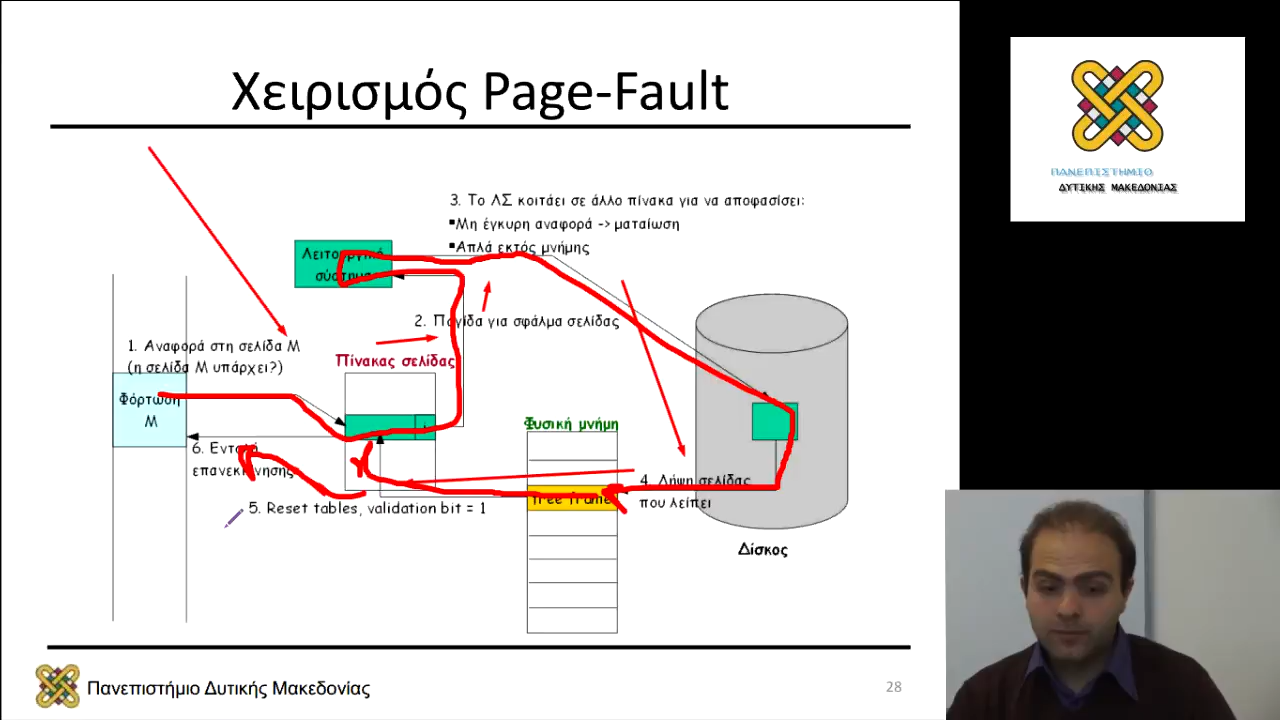 Χειρισμός Page-Fault
ΠΑΝΕΠΙΣΤΗΜΙΟ
ΔΥΤΙΚΗΣ ΜΑΚΕΔΟΝΙΑΣ
3. Το ΛΣ κοιτάει σε άλλο πίνακα για να αποφασίσει:
▪Μη έγκυρη αναφορά -> ματαίωση
▪Απλά εκτός μνήμης
Λειτουργικό
σύστημα
2. Παγίδα για σφάλμα σελίδας
1. Αναφορά στη σελίδα Μ
(η σελίδα Μ υπάρχει?)
Πίνακας σελίδας
Φόρτωση
Μ
i
Φυσική μνήμη
6. Εντολή
επανεκκίνησης
4. Λήψη σελίδας
που λείπει
free frame
5. Reset tables, validation bit = 1
Δίσκος
Πανεπιστήμιο Δυτικής Μακεδονίας
28